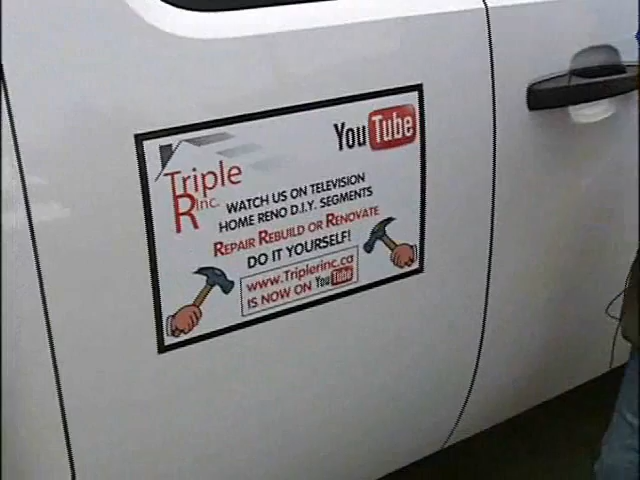 YouTube
Triple
R Inc.
WATCH US ON TELEVISION
HOME RENO D.I.Y. SEGMENTS
REPAIR REBUILD OR RENOVATE
DO IT YOURSELF!
www.Triplerinc.ca
IS NOW ON YouTube